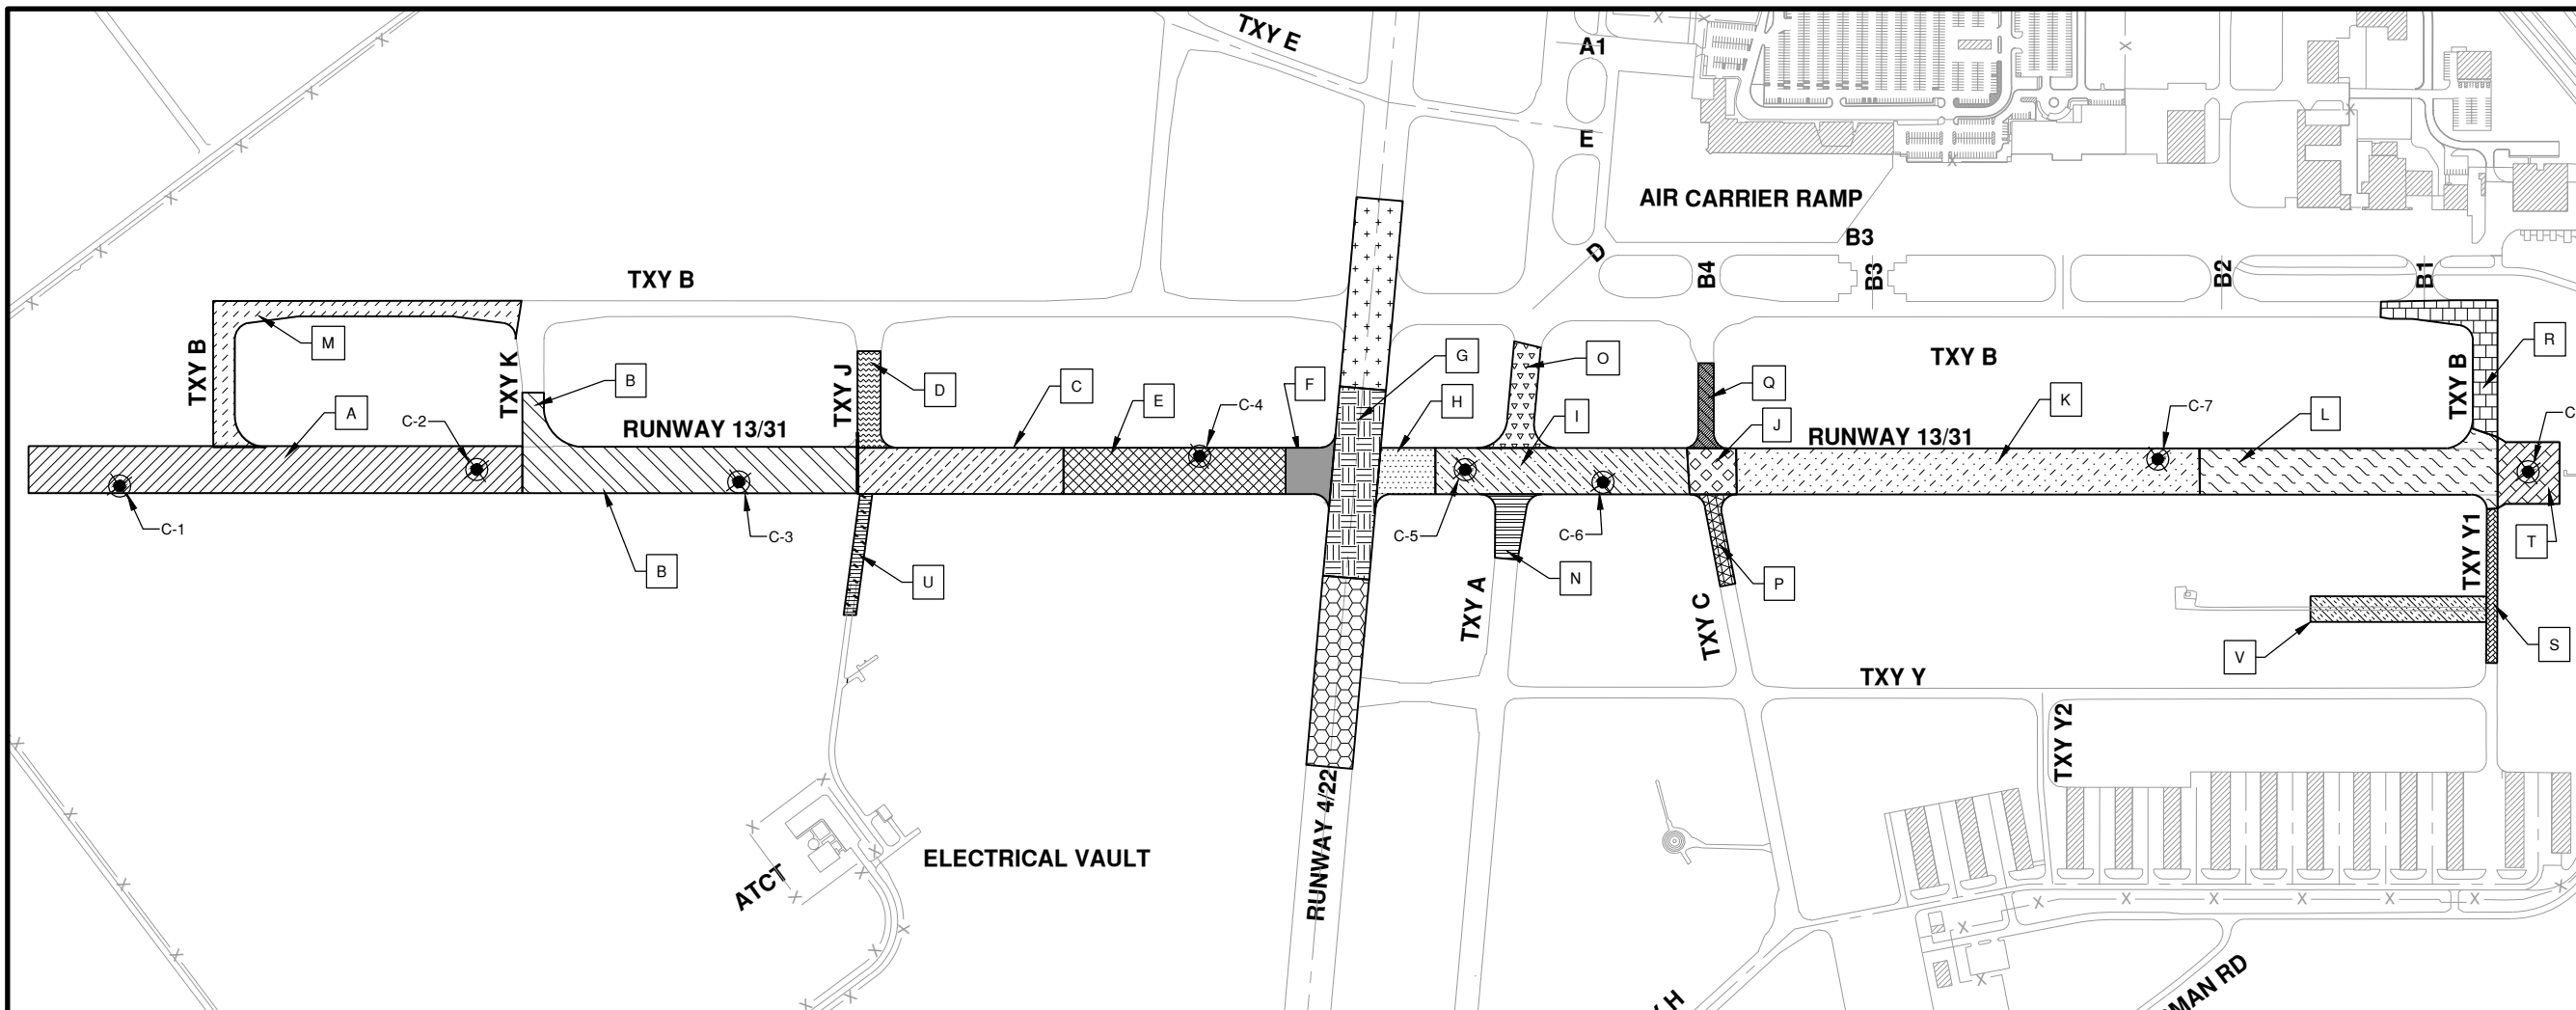 TXY E
A1
E
AIR CARRIER RAMP
B3
D
B4
B3
B2
B1
TXY B
M
TXY B
TXY K
B
TXY J
D
C
E
F
G
H
O
I
Q
J
TXY B
K
R
TXY B
L
A
C-2
RUNWAY 13/31
C-4
RUNWAY 13/31
C-7
C
C-1
C-3
C-5
C-6
B
U
N
P
TXY A
TXY C
TXY Y1
T
V
S
TXY Y
TXY Y2
RUNWAY 4/22
ATCT
ELECTRICAL VAULT
H
MAN RD